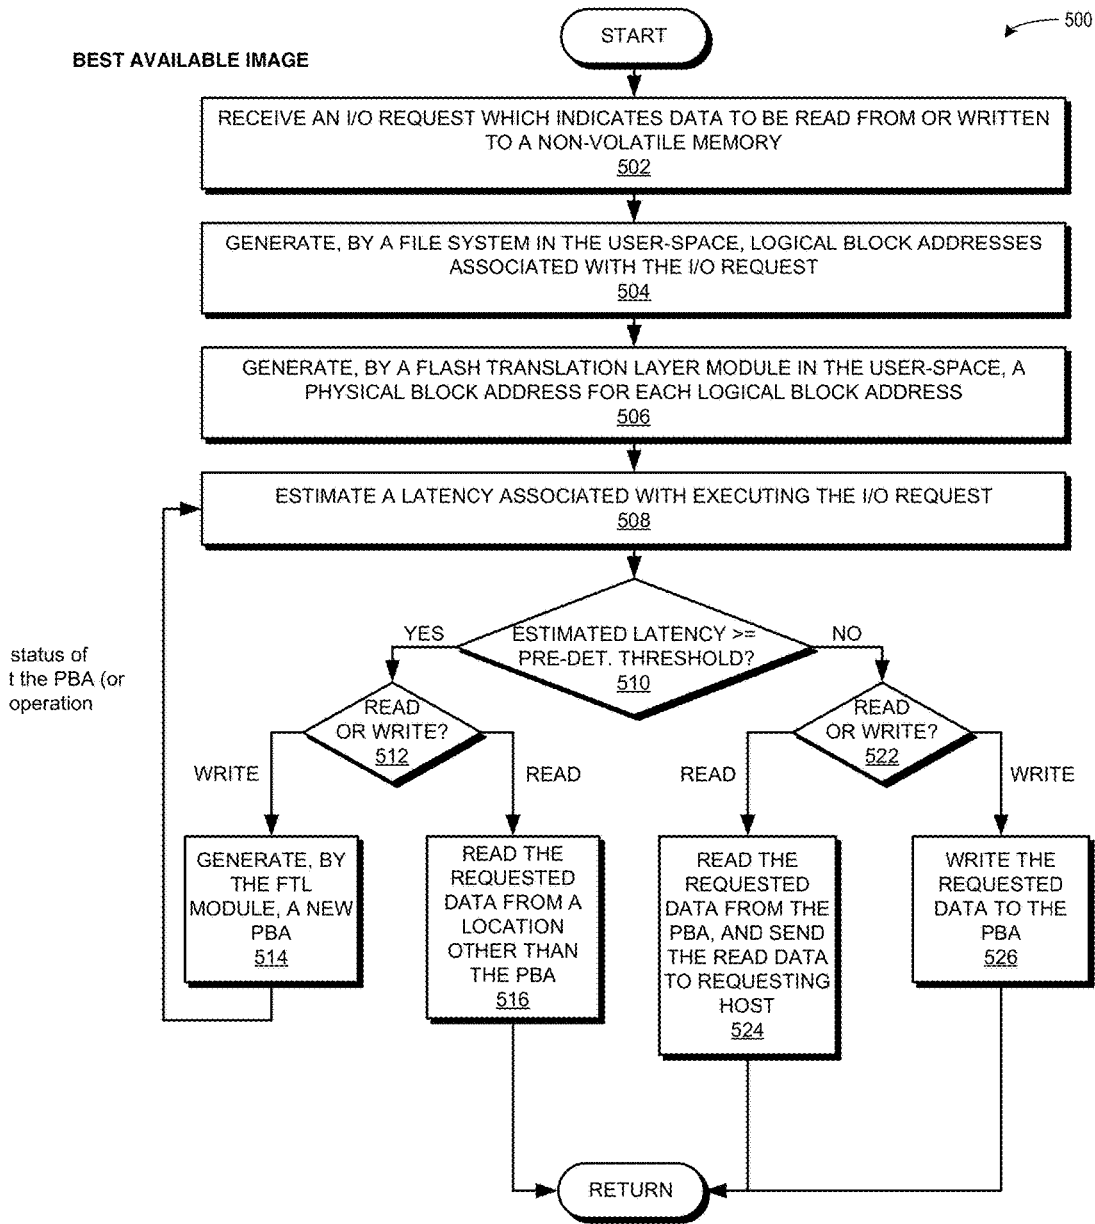 500
START
BEST AVAILABLE IMAGE
RECEIVE AN I/O REQUEST WHICH INDICATES DATA TO BE READ FROM OR WRITTEN
TO A NON-VOLATILE MEMORY
502
GENERATE, BY A FILE SYSTEM IN THE USER-SPACE, LOGICAL BLOCK ADDRESSES
ASSOCIATED WITH THE I/O REQUEST
504
GENERATE, BY A FLASH TRANSLATION LAYER MODULE IN THE USER-SPACE, A
PHYSICAL BLOCK ADDRESS FOR EACH LOGICAL BLOCK ADDRESS
506
ESTIMATE A LATENCY ASSOCIATED WITH EXECUTING THE I/O REQUEST
508
YES
ESTIMATED LATENCY >=
PRE-DET. THRESHOLD?
510
NO
status of
t the PBA (or
operation
READ
OR WRITE?
512
READ
OR WRITE?
522
WRITE
READ
READ
WRITE
GENERATE, BY
THE FTL
MODULE, A NEW
PBA
514
READ THE
REQUESTED
DATA FROM A
LOCATION
OTHER THAN
THE PBA
516
READ THE
REQUESTED
DATA FROM THE
PBA, AND SEND
THE READ DATA
TO REQUESTING
HOST
524
WRITE THE
REQUESTED
DATA TO THE
PBA
526
RETURN